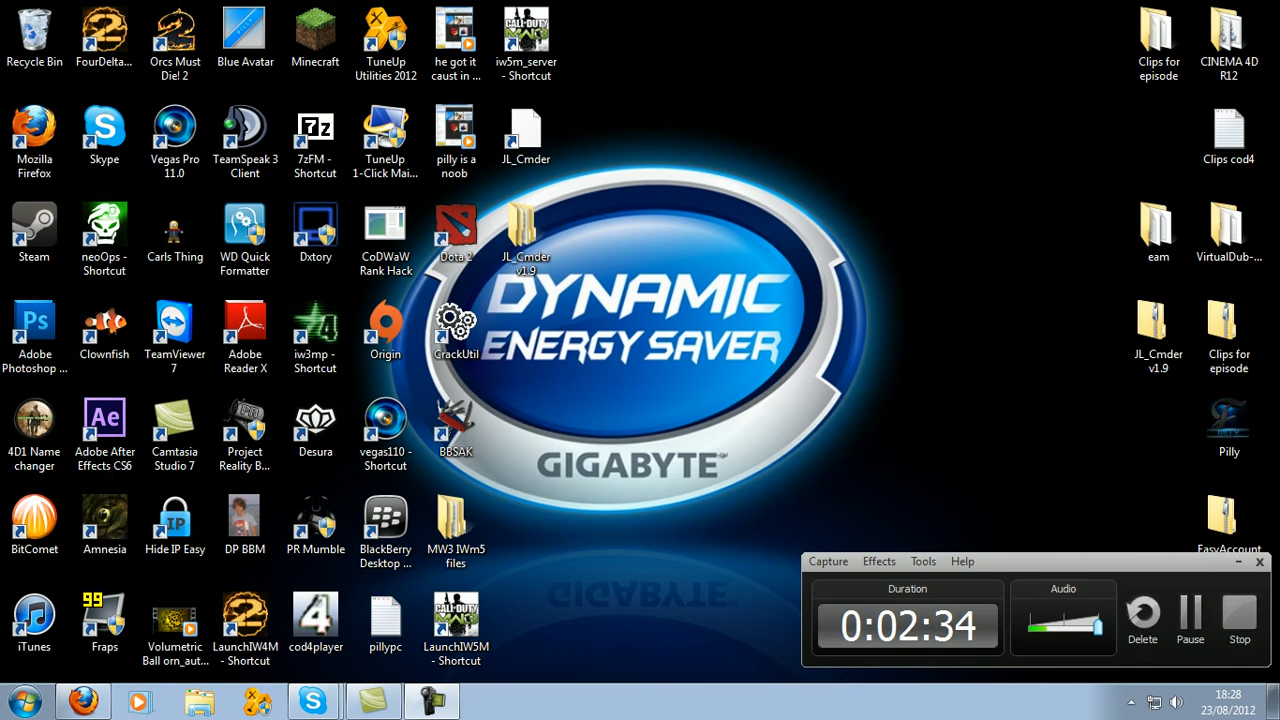 Recycle Bin
FourDelta...
Orcs Must
Die! 2
Blue Avatar
Minecraft
TuneUp
Utilities 2012
he got it
caust in ...
iw5m_server
- Shortcut
Clips for
episode
CINEMA 4D
R12
Mozilla
Firefox
Skype
Vegas Pro
11.0
TeamSpeak 3
Client
7zFM -
Shortcut
TuneUp
1-Click Mai...
pilly is a
noob
JL_Cmder
Clips cod4
Steam
neoOps -
Shortcut
Carls Thing
WD Quick
Formatter
Dxtory
CoDWaW
Rank Hack
Dota 2
JL_Cmder
v1.9
eam
VirtualDub-...
DYNAMIC
ENERGY SAVER
GIGABYTE
Adobe
Photoshop ...
Clownfish
TeamViewer
7
Adobe
Reader X
iw3mp -
Shortcut
Origin
CrackUtil
JL_Cmder
v1.9
Clips for
episode
4D1 Name
changer
Adobe After
Effects CS6
Camtasia
Studio 7
Project
Reality B...
Desura
vegas110 -
Shortcut
BBSAK
Pilly
BitComet
Amnesia
Hide IP Easy
DP BBM
PR Mumble
BlackBerry
Desktop ...
MW3 IWm5
files
EasyAccount
iTunes
99
Fraps
Volumetric
Ball orn_aut...
LaunchIW4M
- Shortcut
cod4player
pillypc
LaunchIW5M
- Shortcut
Capture Effects Tools Help
Duration
0:02:34
Audio
Delete
Pause
Stop
18:28
23/08/2012